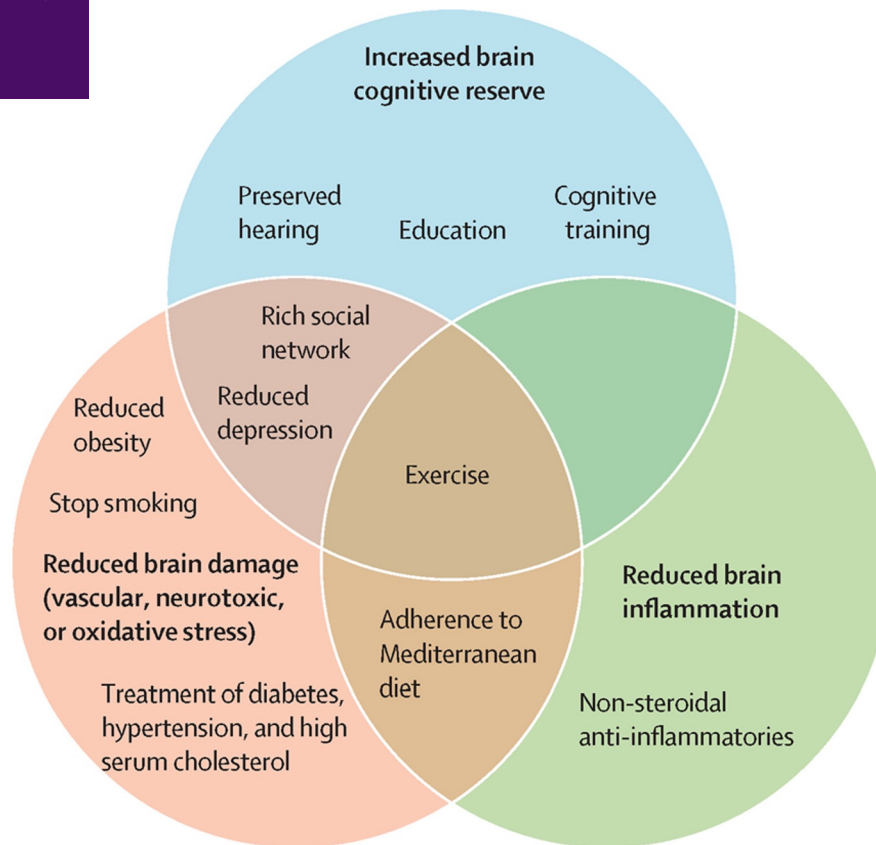 Increased brain
cognitive reserve
Preserved
hearing
Education
Cognitive
training
Rich social
network
Reduced
depression
Reduced
obesity
Stop smoking
Exercise
Reduced brain damage
(vascular, neurotoxic,
or oxidative stress)
Reduced brain
inflammation
Adherence to
Mediterranean
diet
Treatment of diabetes,
hypertension, and high
serum cholesterol
Non-steroidal
anti-inflammatories